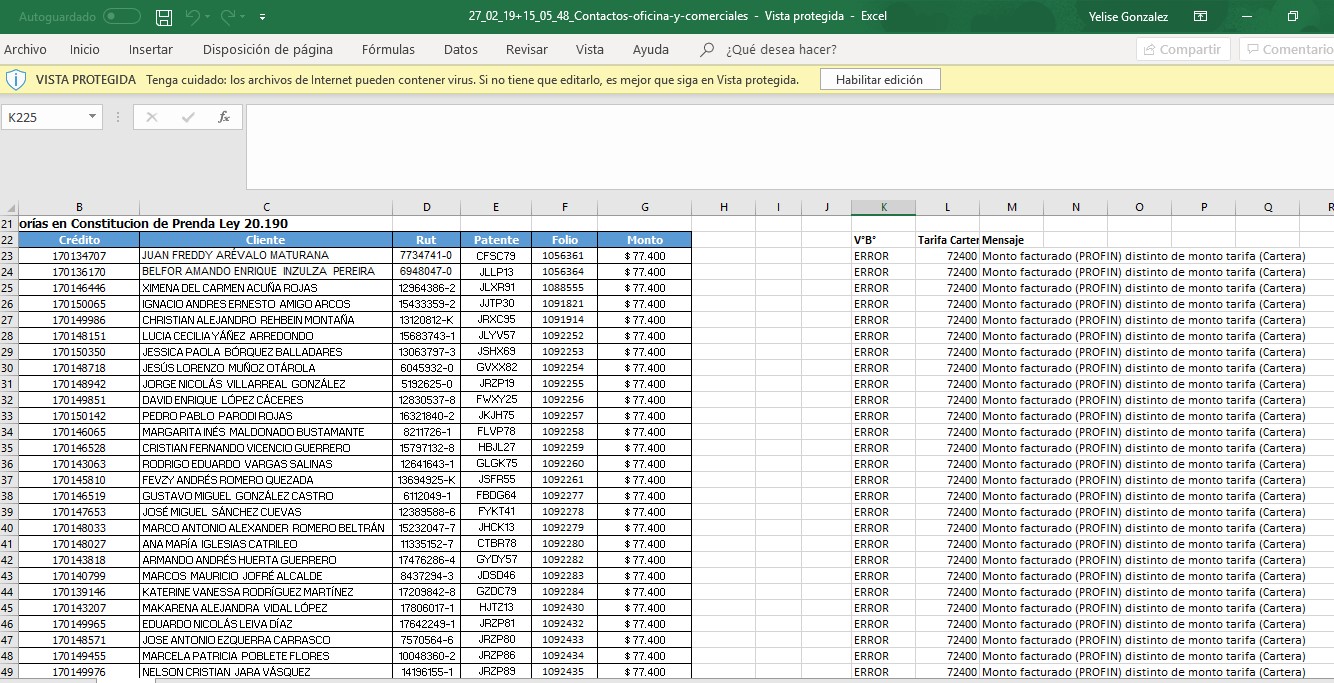 Autoguardado 27_02_19+15_05_48_Contactos-oficina-y-comerciales - Vista protegida - Excel Yelise Gonzalez
Archivo Inicio Insertar Disposición de página Fórmulas Datos Revisar Vista Ayuda ¿Qué desea hacer? Compartir Comentario
VISTA PROTEGIDA Tenga cuidado: los archivos de Internet pueden contener virus. Si no tiene que editarlo, es mejor que siga en Vista protegida. Habilitar edición
K225 fx
B C D E F G H I J K L M N O P Q R
21 orías en Constitucion de Prenda Ley 20.190
22 Crédito Cliente Rut Patente Folio Monto V°B° Tarifa Carter Mensaje
23 170134707 JUAN FREDDY ARÉVALO MATURANA 7734741-0 CFSC79 1056361 $ 77.400 ERROR 72400 Monto facturado (PROFIN) distinto de monto tarifa (Cartera)
24 170136170 BELFOR AMANDO ENRIQUE INZULZA PEREIRA 6948047-0 JLLP13 1056364 $ 77.400 ERROR 72400 Monto facturado (PROFIN) distinto de monto tarifa (Cartera)
25 170146446 XIMENA DEL CARMEN ACUÑA ROJAS 12964386-2 JLXR91 1088555 $ 77.400 ERROR 72400 Monto facturado (PROFIN) distinto de monto tarifa (Cartera)
26 170150065 IGNACIO ANDRES ERNESTO AMIGO ARCOS 15433359-2 JJTP30 1091821 $ 77.400 ERROR 72400 Monto facturado (PROFIN) distinto de monto tarifa (Cartera)
27 170149986 CHRISTIAN ALEJANDRO REHBEIN MONTAÑA 13120812-K JRXC95 1091914 $ 77.400 ERROR 72400 Monto facturado (PROFIN) distinto de monto tarifa (Cartera)
28 170148151 LUCIA CECILIA YÁÑEZ ARREDONDO 15683743-1 JLYV57 1092252 $ 77.400 ERROR 72400 Monto facturado (PROFIN) distinto de monto tarifa (Cartera)
29 170150350 JESSICA PAOLA BÓRQUEZ BALLADARES 13063797-3 JSHX69 1092253 $ 77.400 ERROR 72400 Monto facturado (PROFIN) distinto de monto tarifa (Cartera)
30 170148718 JESÚS LORENZO MUÑOZ OTÁROLA 6045932-0 GVXX82 1092254 $ 77.400 ERROR 72400 Monto facturado (PROFIN) distinto de monto tarifa (Cartera)
31 170148942 JORGE NICOLÁS VILLARREAL GONZÁLEZ 5192625-0 JRZP19 1092255 $ 77.400 ERROR 72400 Monto facturado (PROFIN) distinto de monto tarifa (Cartera)
32 170149851 DAVID ENRIQUE LÓPEZ CÁCERES 12830537-8 FWXY25 1092256 $ 77.400 ERROR 72400 Monto facturado (PROFIN) distinto de monto tarifa (Cartera)
33 170150142 PEDRO PABLO PARODI ROJAS 16321840-2 JKJH75 1092257 $ 77.400 ERROR 72400 Monto facturado (PROFIN) distinto de monto tarifa (Cartera)
34 170146065 MARGARITA INÉS MALDONADO BUSTAMANTE 8211726-1 FLVP78 1092258 $ 77.400 ERROR 72400 Monto facturado (PROFIN) distinto de monto tarifa (Cartera)
35 170146528 CRISTIAN FERNANDO VICENCIO GUERRERO 15797132-8 HBJL27 1092259 $ 77.400 ERROR 72400 Monto facturado (PROFIN) distinto de monto tarifa (Cartera)
36 170143063 RODRIGO EDUARDO VARGAS SALINAS 12641643-1 GLGK75 1092260 $ 77.400 ERROR 72400 Monto facturado (PROFIN) distinto de monto tarifa (Cartera)
37 170145810 FEVZY ANDRÉS ROMERO QUEZADA 13694925-K JSFR55 1092261 $ 77.400 ERROR 72400 Monto facturado (PROFIN) distinto de monto tarifa (Cartera)
38 170146519 GUSTAVO MIGUEL GONZÁLEZ CASTRO 6112049-1 FBDG64 1092277 $ 77.400 ERROR 72400 Monto facturado (PROFIN) distinto de monto tarifa (Cartera)
39 170147653 JOSÉ MIGUEL SÁNCHEZ CUEVAS 12389588-6 FYKT41 1092278 $ 77.400 ERROR 72400 Monto facturado (PROFIN) distinto de monto tarifa (Cartera)
40 170148033 MARCO ANTONIO ALEXANDER ROMERO BELTRÁN 15232047-7 JHCK13 1092279 $ 77.400 ERROR 72400 Monto facturado (PROFIN) distinto de monto tarifa (Cartera)
41 170148027 ANA MARÍA IGLESIAS CATRILEO 11335152-7 CTBR78 1092280 $ 77.400 ERROR 72400 Monto facturado (PROFIN) distinto de monto tarifa (Cartera)
42 170143818 ARMANDO ANDRÉS HUERTA GUERRERO 17476286-4 GYDY57 1092282 $ 77.400 ERROR 72400 Monto facturado (PROFIN) distinto de monto tarifa (Cartera)
43 170140799 MARCOS MAURICIO JOFRÉ ALCALDE 8437294-3 JDSD46 1092283 $ 77.400 ERROR 72400 Monto facturado (PROFIN) distinto de monto tarifa (Cartera)
44 170139146 KATERINE VANESSA RODRÍGUEZ MARTÍNEZ 17209842-8 GZDC79 1092284 $ 77.400 ERROR 72400 Monto facturado (PROFIN) distinto de monto tarifa (Cartera)
45 170143207 MAKARENA ALEJANDRA VIDAL LÓPEZ 17806017-1 HJTZ13 1092430 $ 77.400 ERROR 72400 Monto facturado (PROFIN) distinto de monto tarifa (Cartera)
46 170149965 EDUARDO NICOLÁS LEIVA DÍAZ 17642249-1 JRZP81 1092432 $ 77.400 ERROR 72400 Monto facturado (PROFIN) distinto de monto tarifa (Cartera)
47 170148571 JOSE ANTONIO EZQUERRA CARRASCO 7570564-6 JRZP80 1092433 $ 77.400 ERROR 72400 Monto facturado (PROFIN) distinto de monto tarifa (Cartera)
48 170149455 MARCELA PATRICIA POBLETE FLORES 10048360-2 JRZP86 1092434 $ 77.400 ERROR 72400 Monto facturado (PROFIN) distinto de monto tarifa (Cartera)
49 170149976 NELSON CRISTIAN JARA VÁSQUEZ 14196155-1 JRZP89 1092435 $ 77.400 ERROR 72400 Monto facturado (PROFIN) distinto de monto tarifa (Cartera)